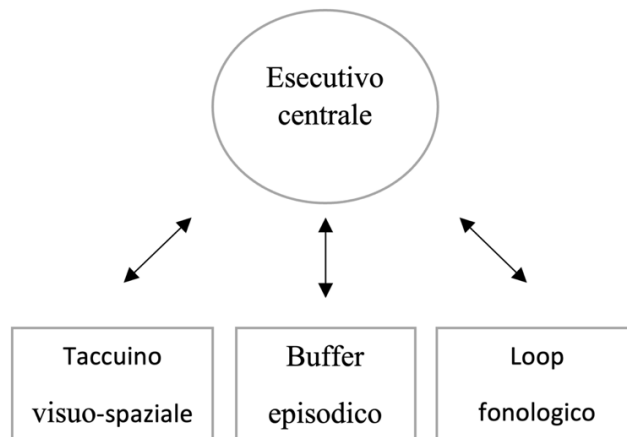 Esecutivo
centrale
Taccuino
visuo-spaziale
Buffer
episodico
Loop
fonologico